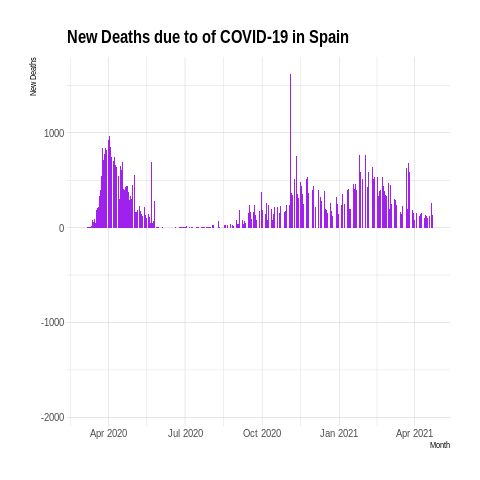 New Deaths due to of COVID-19 in Spain
New Deaths
1000
0
-1000
-2000
Apr 2020 Jul 2020 Oct 2020 Jan 2021 Apr 2021
Month